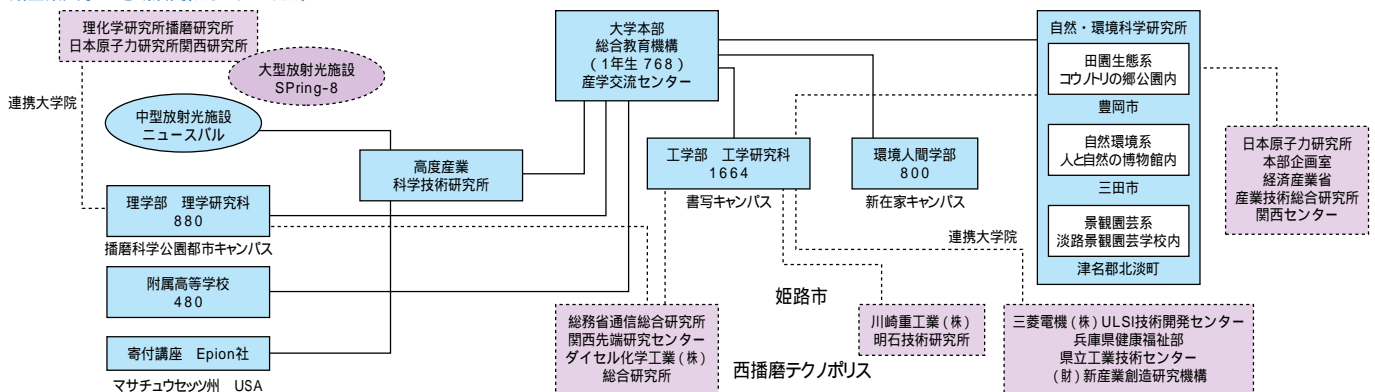 理化学研究所播磨研究所
日本原子力研究所関西研究所
大型放射光施設
SPring-8
連携大学院
中型放射光施設
ニュースバル
高度産業
科学技術研究所
理学部 理学研究科
880
播磨科学公園都市キャンパス
附属高等学校
480
寄付講座 Epion社
マサチュウセッツ州 USA
大学本部
総合教育機構
(1年生 768)
産学交流センター
工学部 工学研究科
1664
書写キャンパス
環境人間学部
800
新在家キャンパス
連携大学院
姫路市
西播磨テクノポリス
総務省通信総合研究所
関西先端研究センター
ダイセル化学工業(株)
総合研究所
川崎重工業(株)
明石技術研究所
三菱電機(株)ULSI技術開発センター
兵庫県健康福祉部
県立工業技術センター
(財)新産業創造研究機構
自然・環境科学研究所
田園生態系
コウノトリの郷公園内
豊岡市
自然環境系
人と自然の博物館内
三田市
景観園芸系
淡路景観園芸学校内
津名郡北淡町
日本原子力研究所
本部企画室
経済産業省
産業技術総合研究所
関西センター